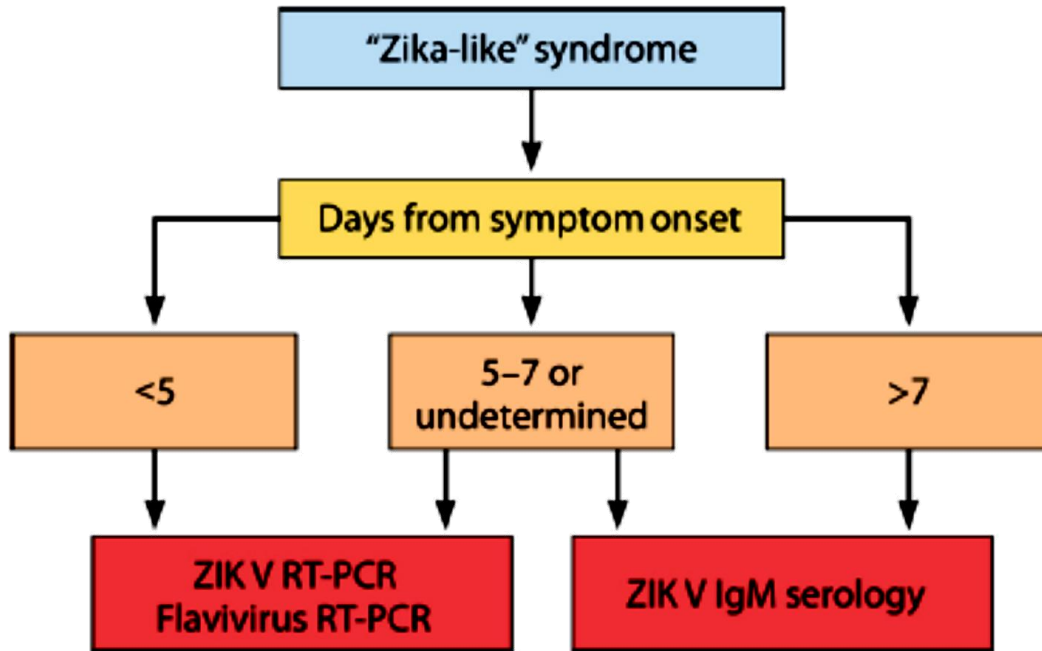 “Zika-like” syndrome
Days from symptom onset
<5
5–7 or
undetermined
>7
ZIK V RT-PCR
Flavivirus RT-PCR
ZIK V IgM serology